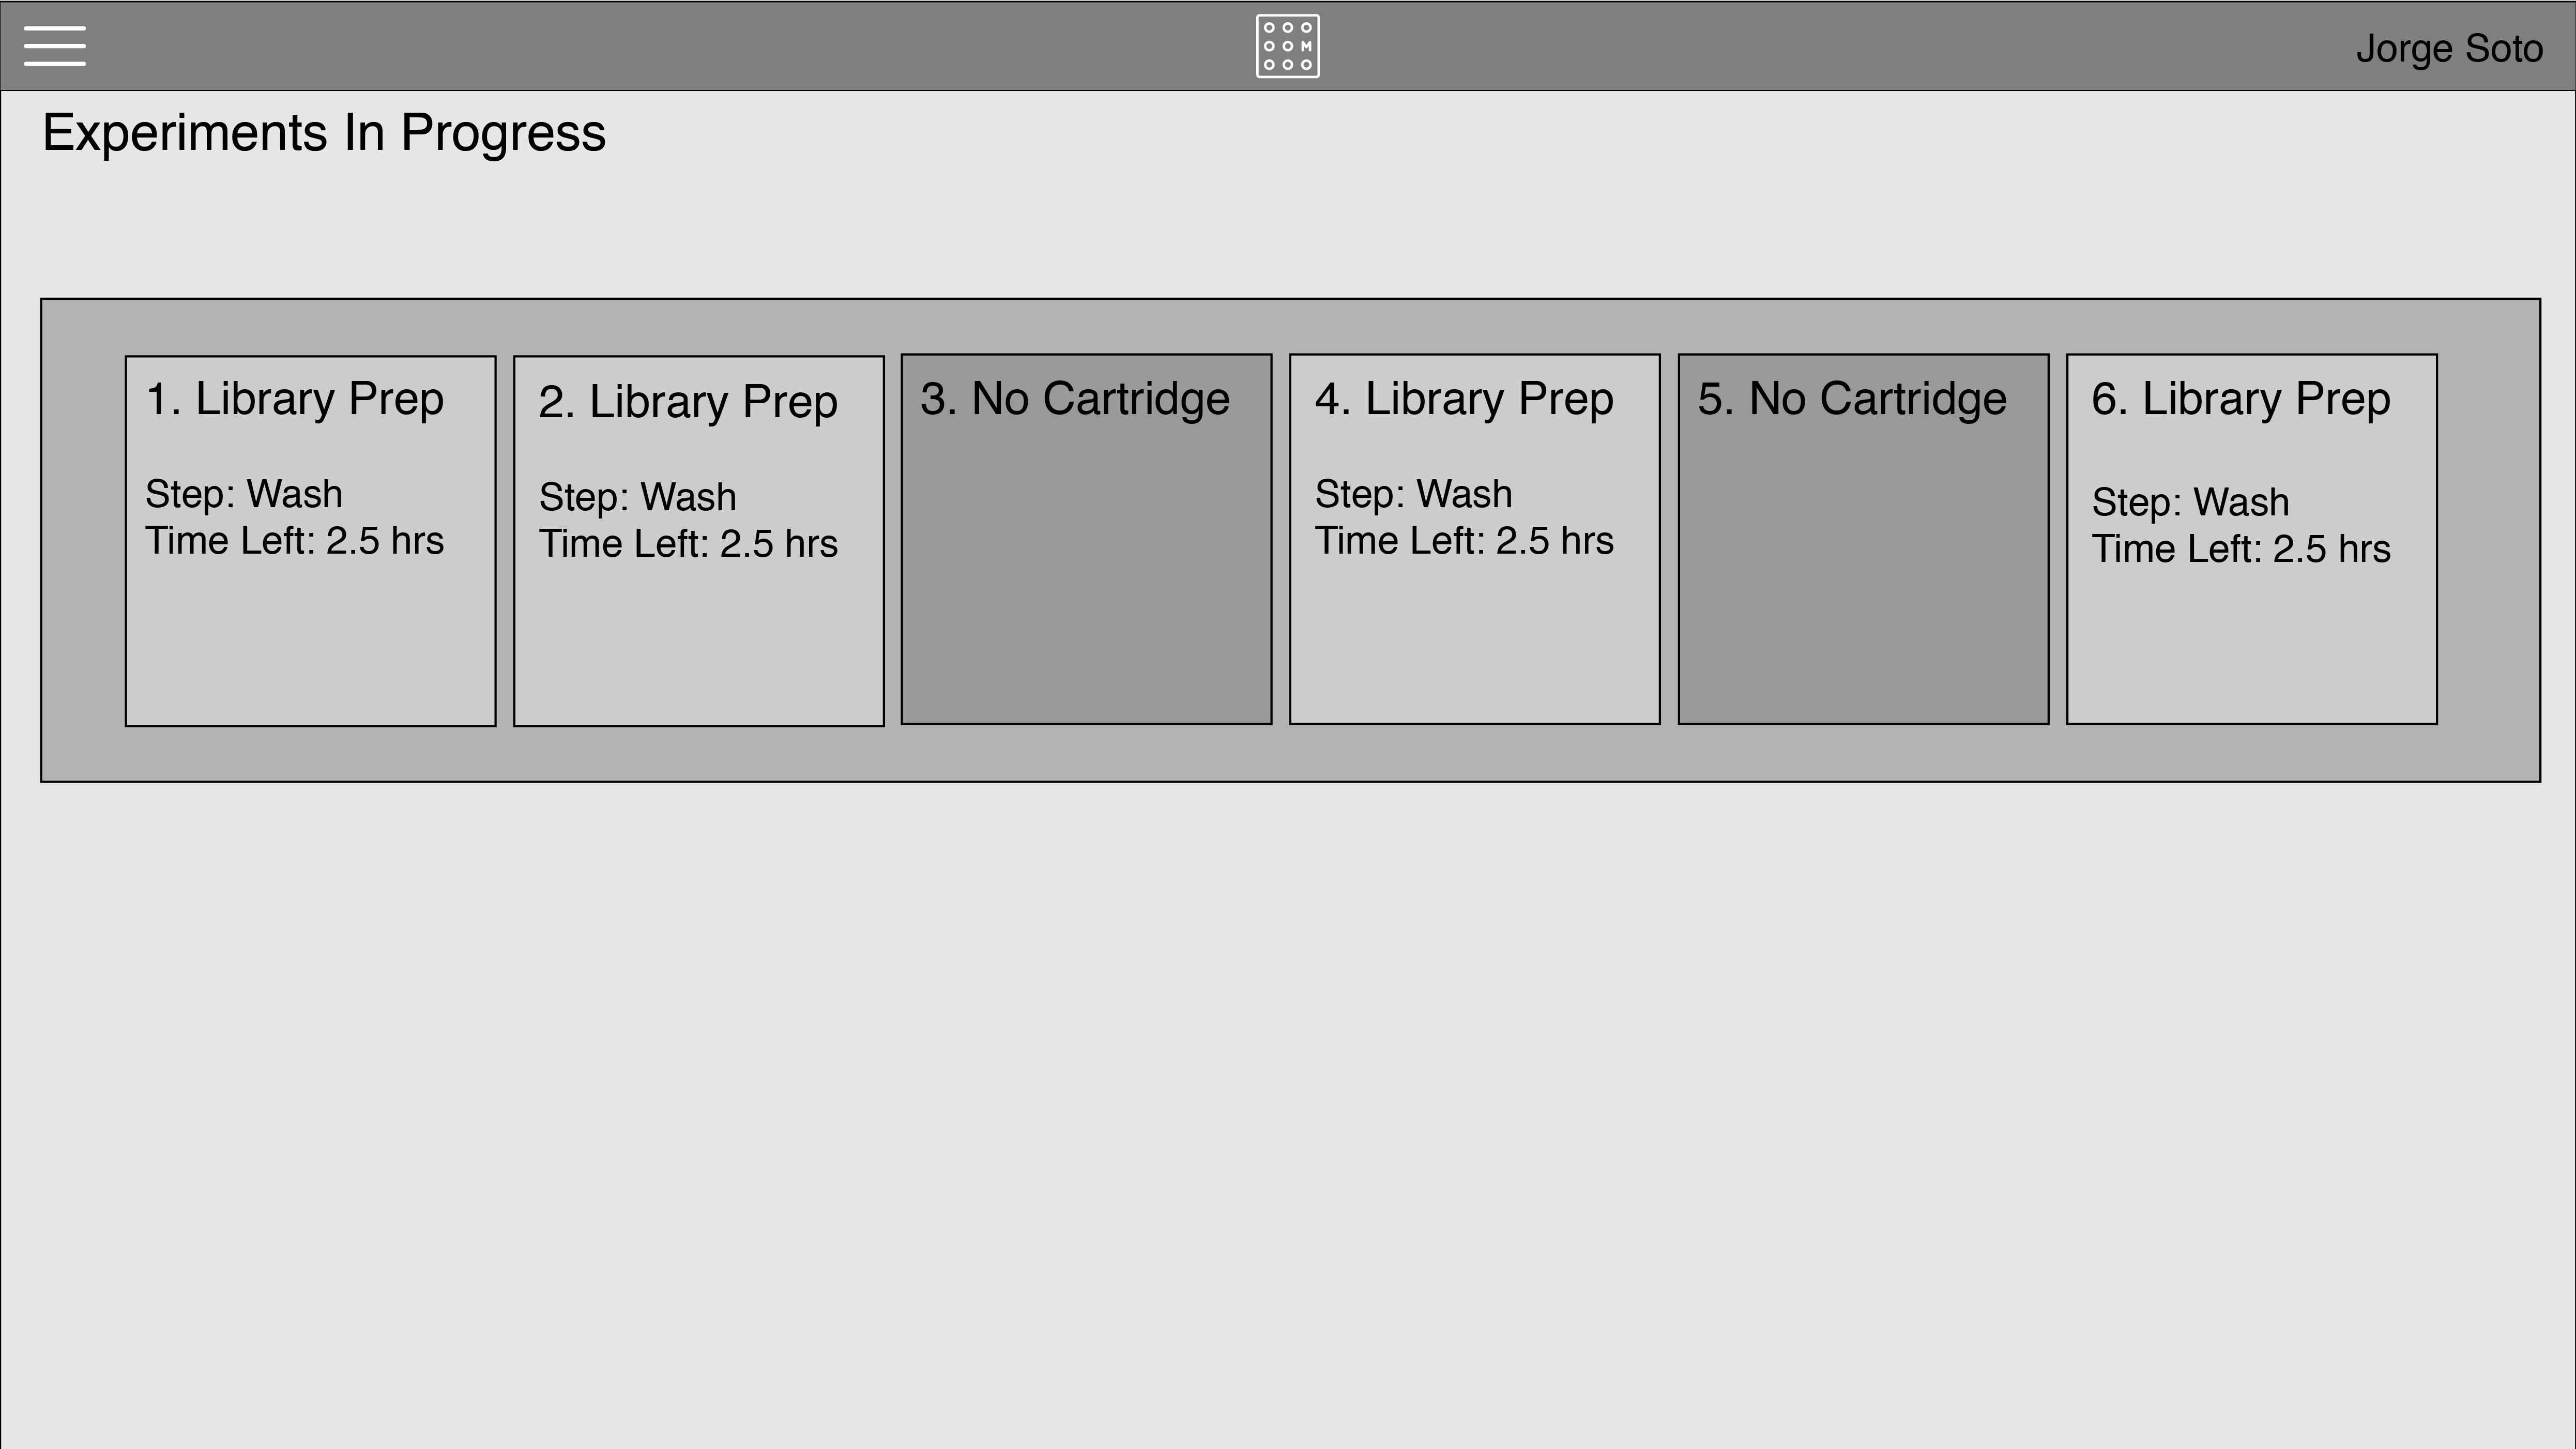 M
Jorge Soto
Experiments In Progress
1. Library Prep
Step: Wash
Time Left: 2.5 hrs
2. Library Prep
Step: Wash
Time Left: 2.5 hrs
3. No Cartridge
4. Library Prep
Step: Wash
Time Left: 2.5 hrs
5. No Cartridge
6. Library Prep
Step: Wash
Time Left: 2.5 hrs